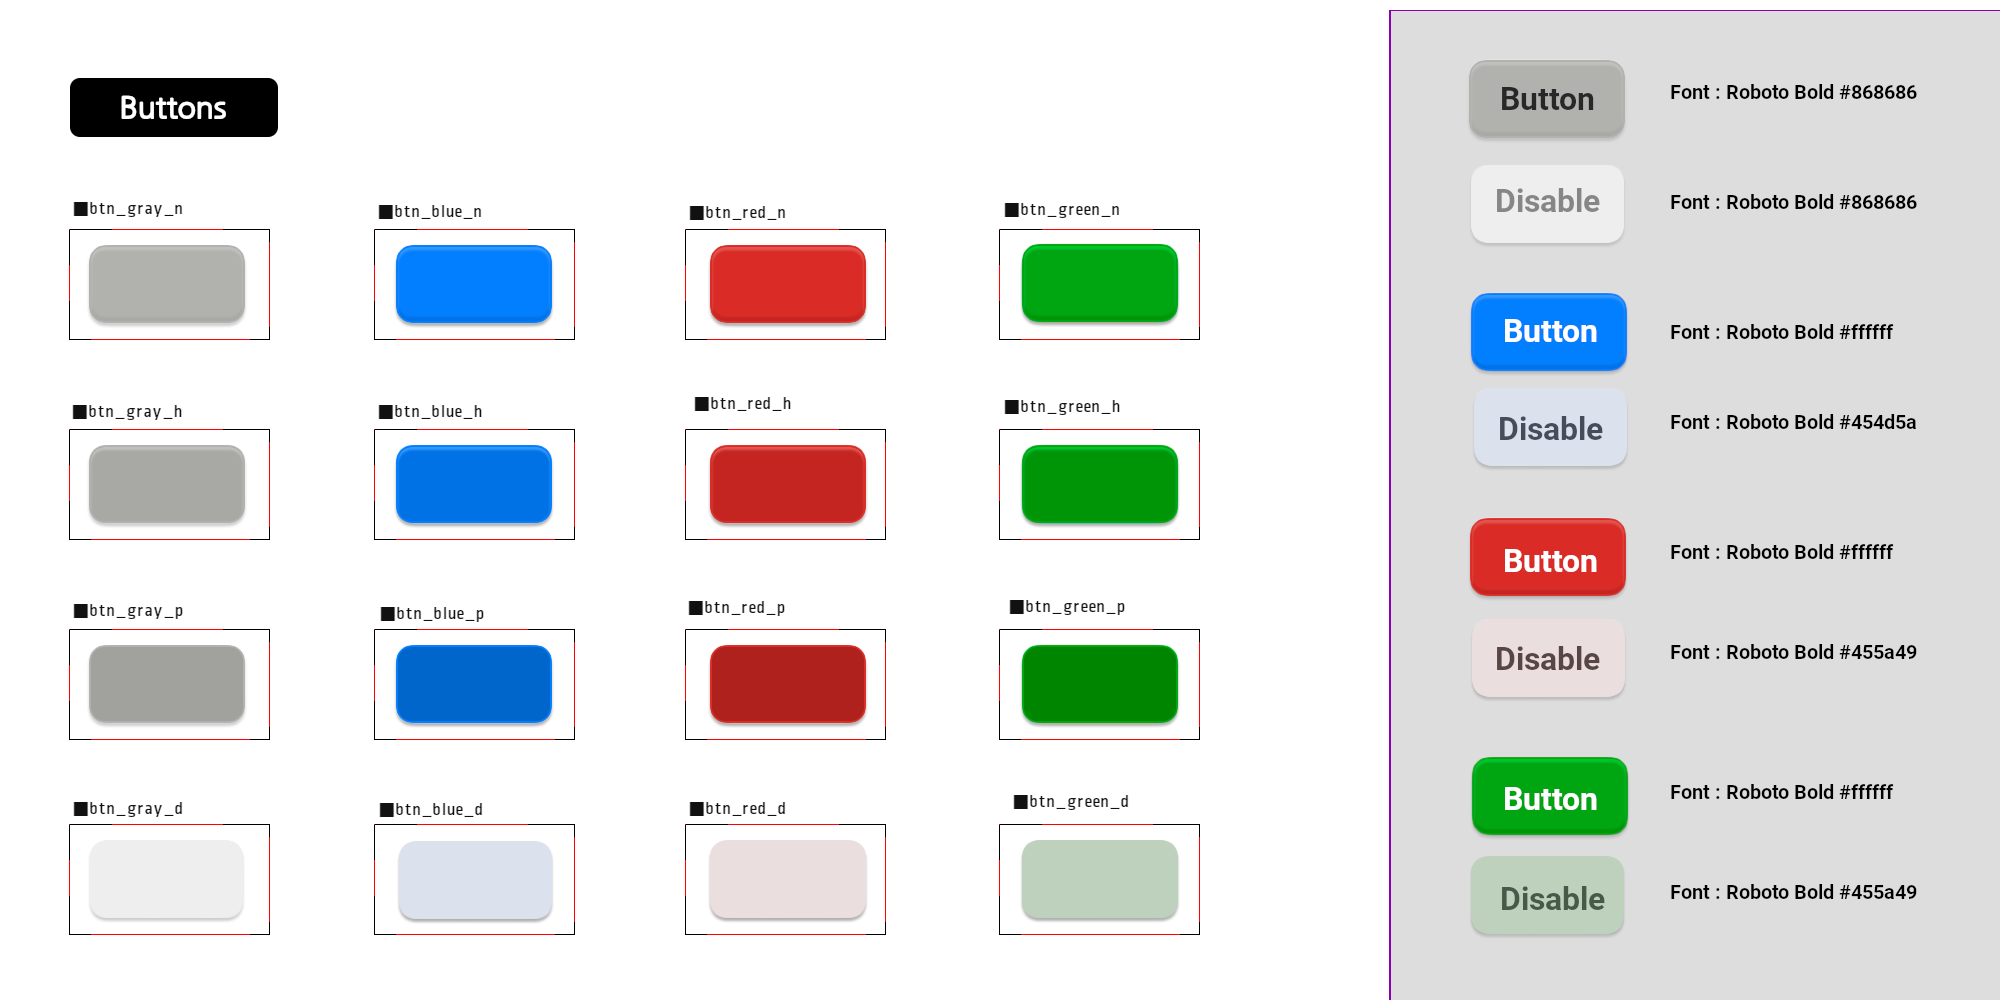 Buttons
■btn_gray_n
■btn_blue_n
■btn_red_n
■btn_green_n
■btn_gray_h
■btn_blue_h
■btn_red_h
■btn_green_h
■btn_gray_p
■btn_blue_p
■btn_red_p
■btn_green_p
■btn_gray_d
■btn_blue_d
■btn_red_d
■btn_green_d
Button
Font : Roboto Bold #868686
Disable
Font : Roboto Bold #868686
Button
Font : Roboto Bold #ffffff
Disable
Font : Roboto Bold #454d5a
Button
Font : Roboto Bold #ffffff
Disable
Font : Roboto Bold #455a49
Button
Font : Roboto Bold #ffffff
Disable
Font : Roboto Bold #455a49